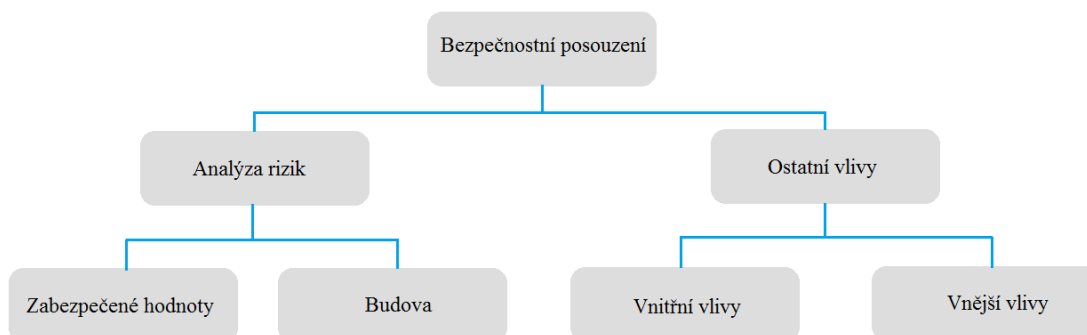 Bezpečnostní posouzení
Analýza rizik
Ostatní vlivy
Zabezpečené hodnoty
Budova
Vnitřní vlivy
Vnější vlivy